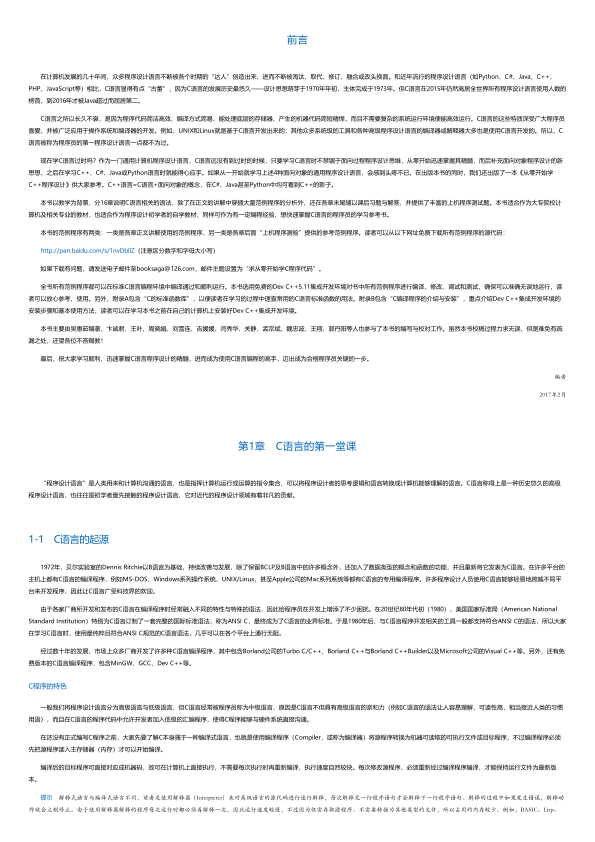 前言
在计算机发展的几十年间，众多程序设计语言不断被各个时期的“达人”创造出来，进而不断被淘汰、取代、修订、融合或改头换面。和近年流行的程序设计语言（如Python、C#、Java、C++、
PHP、JavaScript等）相比，C语言显得有点“古董”，因为C语言的发展历史最悠久——设计思想萌芽于1970年年初，主体完成于1973年。但C语言在2015年仍然高居全世界所有程序设计语言使用人数的
榜首，到2016年才被Java超过而屈居第二。
C语言之所以长久不衰，是因为程序代码简洁高效、编译方式简易、能处理底层的存储器、产生的机器代码简短精悍，而且不需要复杂的系统运行环境便能高效运行。C语言的这些特质深受广大程序员
喜爱，并被广泛应用于操作系统和编译器的开发。例如，UNIX和Linux就是基于C语言开发出来的，其他众多系统级的工具和各种高级程序设计语言的编译器或解释器大多也是使用C语言开发的。所以，C
语言被称为程序员的第一程序设计语言一点都不为过。
现在学C语言过时吗？作为一门通用计算机程序设计语言，C语言远没有到过时的时候，只要学习C语言时不禁锢于面向过程程序设计思维，从零开始迅速掌握其精髓，而后补充面向对象程序设计的新
思想，之后在学习C++、C#、Java或Python语言时就能得心应手。如果从一开始就学习上述4种面向对象的通用程序设计语言，会感到头疼不已。在出版本书的同时，我们还出版了一本《从零开始学
C++程序设计》供大家参考。C++语言=C语言+面向对象的概念，在C#、Java甚至Python中均可看到C++的影子。
本书以教学为背景，分16章说明C语言相关的语法，除了在正文的讲解中穿插大量范例程序的分析外，还在各章末尾辅以课后习题与解答，并提供了丰富的上机程序测试题。本书适合作为大专院校计
算机及相关专业的教材，也适合作为程序设计初学者的自学教材，同样可作为有一定编程经验、想快速掌握C语言的程序员的学习参考书。
本书的范例程序有两类：一类是各章正文讲解使用的范例程序，另一类是各章后面“上机程序测验”提供的参考范例程序。读者可以从以下网址免费下载所有范例程序的源代码：
http://pan.baidu.com/s/1nvDblIZ（注意区分数字和字母大小写）
如果下载有问题，请发送电子邮件至booksaga@126.com，邮件主题设置为“求从零开始学C程序代码”。
全书所有范例程序都可以在标准C语言编程环境中编译通过和顺利运行。本书选用免费的Dev C++5.11集成开发环境对书中所有范例程序进行编译、修改、调试和测试，确保可以准确无误地运行，读
者可以放心参考、使用。另外，附录A包含“C的标准函数库”，以便读者在学习的过程中速查常用的C语言标准函数的用法。附录B包含“C编译程序的介绍与安装”，重点介绍Dev C++集成开发环境的
安装步骤和基本使用方法，读者可以在学习本书之前在自己的计算机上安装好Dev C++集成开发环境。
本书主要由吴惠茹编著，卞诚君、王叶、周晓娟、刘雪连、吉媛媛、闫秀华、关静、孟宗斌、魏忠波、王翔、郭丹阳等人也参与了本书的编写与校对工作。虽然本书校稿过程力求无误，但是难免有疏
漏之处，还望各位不吝赐教！
最后，祝大家学习顺利，迅速掌握C语言程序设计的精髓，进而成为使用C语言编程的高手，迈出成为合格程序员关键的一步。
编者
2017年2月
第1章 C语言的第一堂课
“程序设计语言”是人类用来和计算机沟通的语言，也是指挥计算机运行或运算的指令集合，可以将程序设计者的思考逻辑和语言转换成计算机能够理解的语言。C语言称得上是一种历史悠久的高级
程序设计语言，也往往是初学者最先接触的程序设计语言，它对近代的程序设计领域有着非凡的贡献。
1-1 C语言的起源
1972年，贝尔实验室的Dennis Ritchie以B语言为基础，持续改善与发展，除了保留BCLP及B语言中的许多概念外，还加入了数据类型的概念和函数的功能，并且重新将它发表为C语言。在许多平台的
主机上都有C语言的编译程序，例如MS-DOS、Windows系列操作系统、UNIX/Linux，甚至Apple公司的Mac系列系统等都有C语言的专用编译程序。许多程序设计人员使用C语言能够轻易地跨越不同平
台来开发程序，因此让C语言广受科技界的欢迎。
由于各家厂商所开发和发布的C语言在编译程序时经常融入不同的特性与特殊的语法，因此给程序员在开发上增添了不少困扰。在20世纪80年代初（1980），美国国家标准局（American National
Standard Institution）特别为C语言制订了一套完整的国际标准语法，称为ANSI C，最终成为了C语言的业界标准。于是1980年后，与C语言程序开发相关的工具一般都支持符合ANSI C的语法，所以大家
在学习C语言时，使用最纯粹且符合ANSI C规范的C语言语法，几乎可以在各个平台上通行无阻。
经过数十年的发展，市场上众多厂商开发了许多种C语言编译程序，其中包含Borland公司的Turbo C/C++、Borland C++与Borland C++Builder以及Microsoft公司的Visual C++等。另外，还有免
费版本的C语言编译程序，包含MinGW、GCC、Dev C++等。
C程序的特色
一般我们将程序设计语言分为高级语言与低级语言，但C语言经常被程序员称为中级语言，原因是C语言不但具有高级语言的亲和力（例如C语言的语法让人容易理解，可读性高，相当接近人类的习惯
用语），而且在C语言的程序代码中允许开发者加入低级的汇编程序，使得C程序能够与硬件系统直接沟通。
在还没有正式编写C程序之前，大家先要了解C本身属于一种编译式语言，也就是使用编译程序（Compiler，或称为编译器）将源程序转换为机器可读取的可执行文件或目标程序，不过编译程序必须
先把源程序读入主存储器（内存）才可以开始编译。
编译后的目标程序可直接对应成机器码，故可在计算机上直接执行，不需要每次执行时再重新编译，执行速度自然较快。每次修改源程序，必须重新经过编译程序编译，才能保持运行文件为最新版
本。
提示 解释式语言与编译式语言不同，前者是使用解释器（Interpreter）来对高级语言的源代码进行逐行解释，每次解释完一行程序语句才会解释下一行程序语句。解释的过程中如果发生错误，解释动
作就会立刻停止。由于使用解释器解释的程序每次运行时都必须再解释一次，因此运行速度较慢，不过因为仅需存取源程序，不需要转换为其他类型的文件，所以占用的内存较少。例如，BASIC、Lisp、